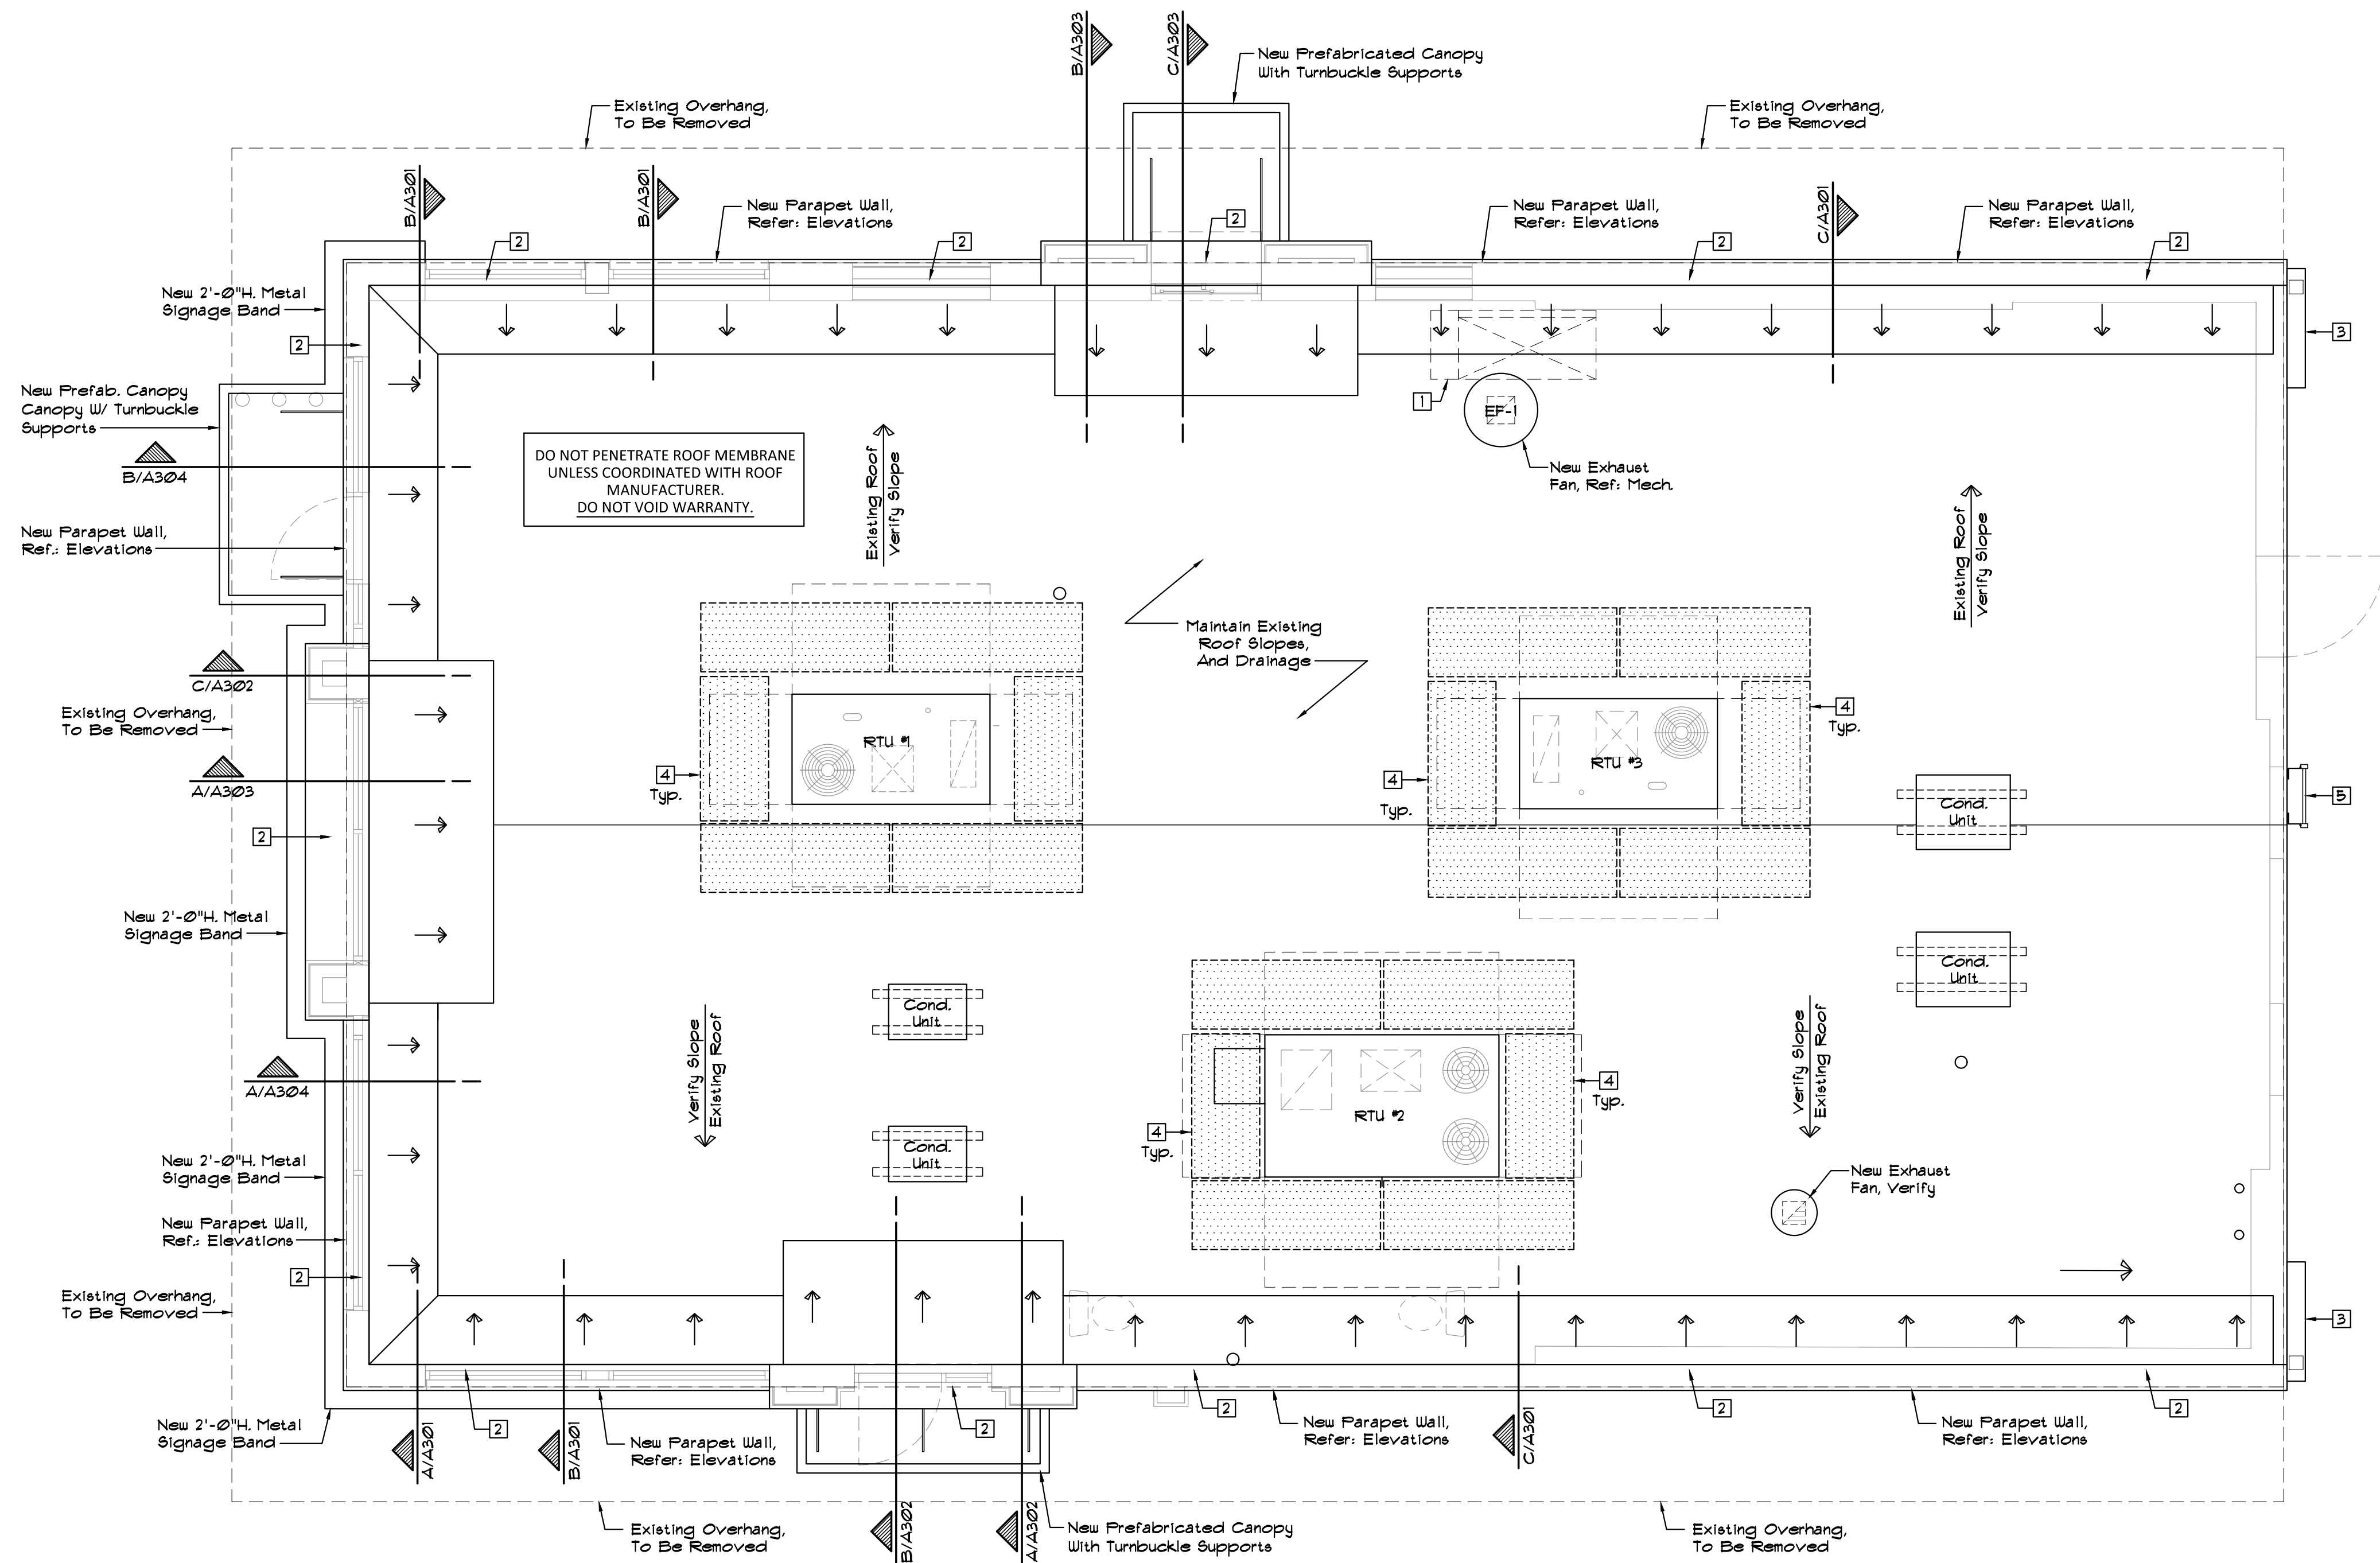 B/A303
C/A303
New Prefabricated Canopy
With Turnbuckle Supports
Existing Overhang,
To Be Removed
Existing Overhang,
To Be Removed
B/A301
B/A301
New Parapet Wall,
Refer: Elevations
2
New Parapet Wall,
Refer: Elevations
C/A301
New Parapet Wall,
Refer: Elevations
2
2
2
2
New 2'-0"H. Metal
Signage Band
2
3
New Prefab. Canopy
Canopy W/ Turnbuckle
Supports
1
EF-1
B/A304
DO NOT PENETRATE ROOF MEMBRANE
UNLESS COORDINATED WITH ROOF
MANUFACTURER.
DO NOT VOID WARRANTY.
Existing Roof
Verify Slope
New Exhaust
Fan, Ref: Mech.
Existing Roof
Verify Slope
New Parapet Wall,
Ref.: Elevations
Maintain Existing
Roof Slopes,
And Drainage
C/A302
Existing Overhang,
To Be Removed
RTU #1
RTU #3
4
Typ.
4
Typ.
4
Typ.
A/A303
Cond.
Unit
5
2
New 2'-0"H. Metal
Signage Band
Cond.
Unit
Cond.
Unit
Verify Slope
Existing Roof
Verify Slope
Existing Roof
A/A304
4
Typ.
RTU #2
4
Typ.
Cond.
Unit
New 2'-0"H. Metal
Signage Band
New Exhaust
Fan, Verify
New Parapet Wall,
Ref.: Elevations
2
Existing Overhang,
To Be Removed
3
New 2'-0"H. Metal
Signage Band
A/A301
2
B/A301
New Parapet Wall,
Refer: Elevations
2
2
New Parapet Wall,
Refer: Elevations
C/A301
2
New Parapet Wall,
Refer: Elevations
2
Existing Overhang,
To Be Removed
B/A302
A/A302
New Prefabricated Canopy
With Turnbuckle Supports
Existing Overhang,
To Be Removed